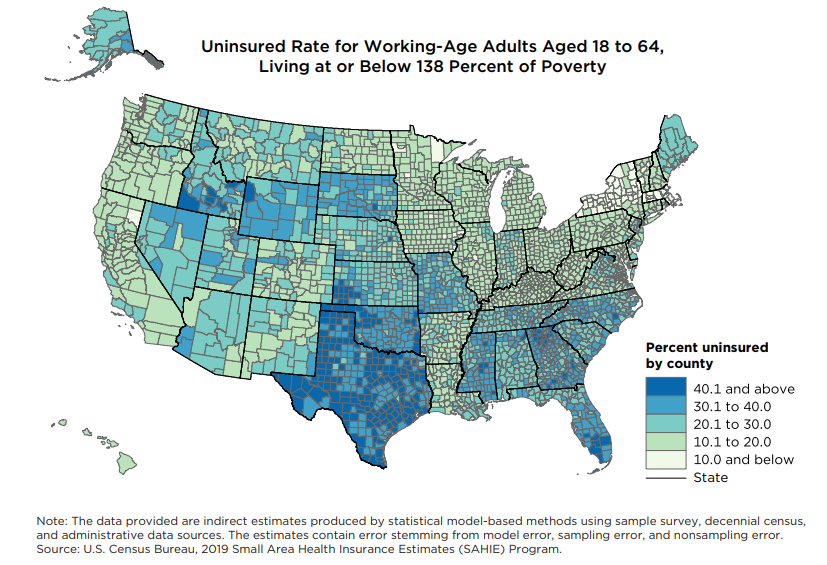 Uninsured Rate for Working-Age Adults Aged 18 to 64,
Living at or Below 138 Percent of Poverty
Percent uninsured
by county
40.1 and above
30.1 to 40.0
20.1 to 30.0
10.1 to 20.0
10.0 and below
State
Note: The data provided are indirect estimates produced by statistical model-based methods using sample survey, decennial census,
and administrative data sources. The estimates contain error stemming from model error, sampling error, and nonsampling error.
Source: U.S. Census Bureau, 2019 Small Area Health Insurance Estimates (SAHIE) Program.